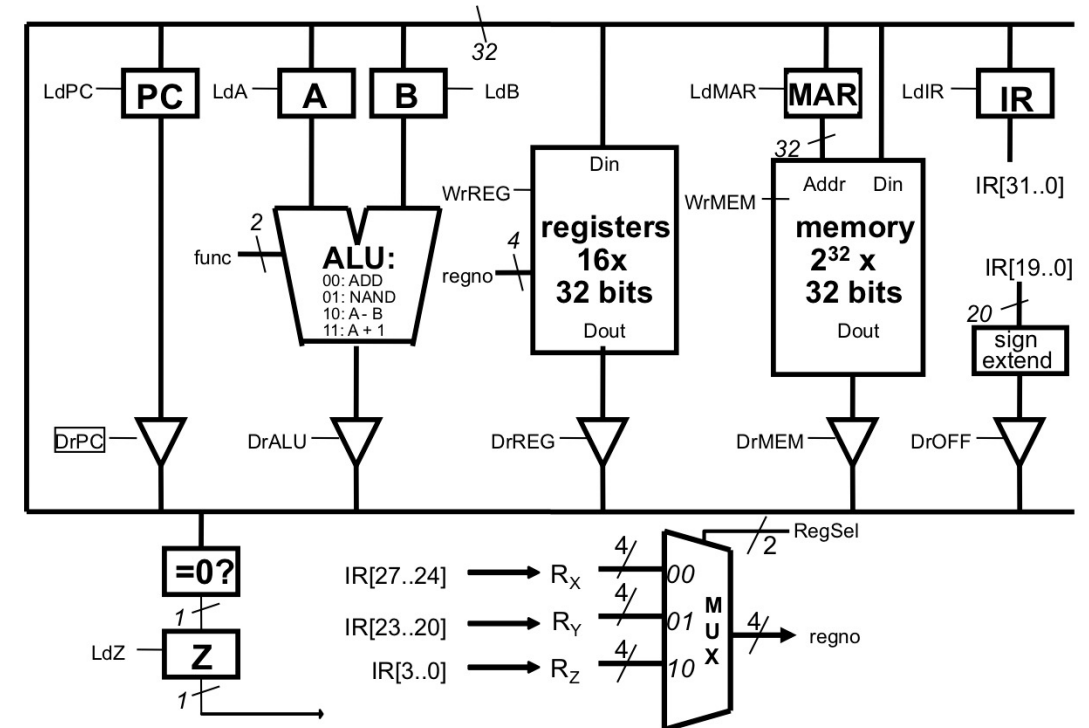 32
LdPC
PC
LdA
A
B
LdB
LdMAR
MAR
LdIR
IR
32
IR[31..0]
WrREG
Din
registers
16x
32 bits
Dout
4
regno
WrMEM
Addr Din
memory
2³² x
32 bits
Dout
func
2
ALU:
00: ADD
01: NAND
10: A - B
11: A + 1
IR[19..0]
20
sign
extend
DrPC
DrALU
DrREG
DrMEM
DrOFF
=0?
1
LdZ
Z
1
RegSel
2
IR[27..24] R_X 4 00
IR[23..20] R_Y 4 01
IR[3..0] R_Z 4 10
M
U
X
4
regno